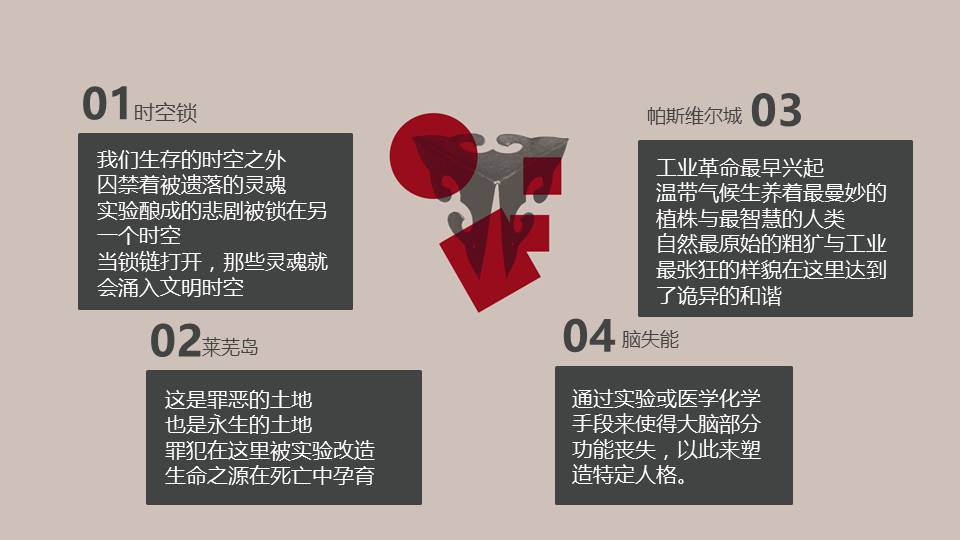 01 时空锁
我们生存的时空之外
囚禁着被遗落的灵魂
实验酿成的悲剧被锁在另
一个时空
当锁链打开，那些灵魂就
会涌入文明时空
02 莱芜岛
这是罪恶的土地
也是永生的土地
罪犯在这里被实验改造
生命之源在死亡中孕育
帕斯维尔城 03
工业革命最早兴起
温带气候生养着最曼妙的
植株与最智慧的人类
自然最原始的粗犷与工业
最张狂的样貌在这里达到
了诡异的和谐
04 脑失能
通过实验或医学化学
手段来使得大脑部分
功能丧失，以此来塑
造特定人格。